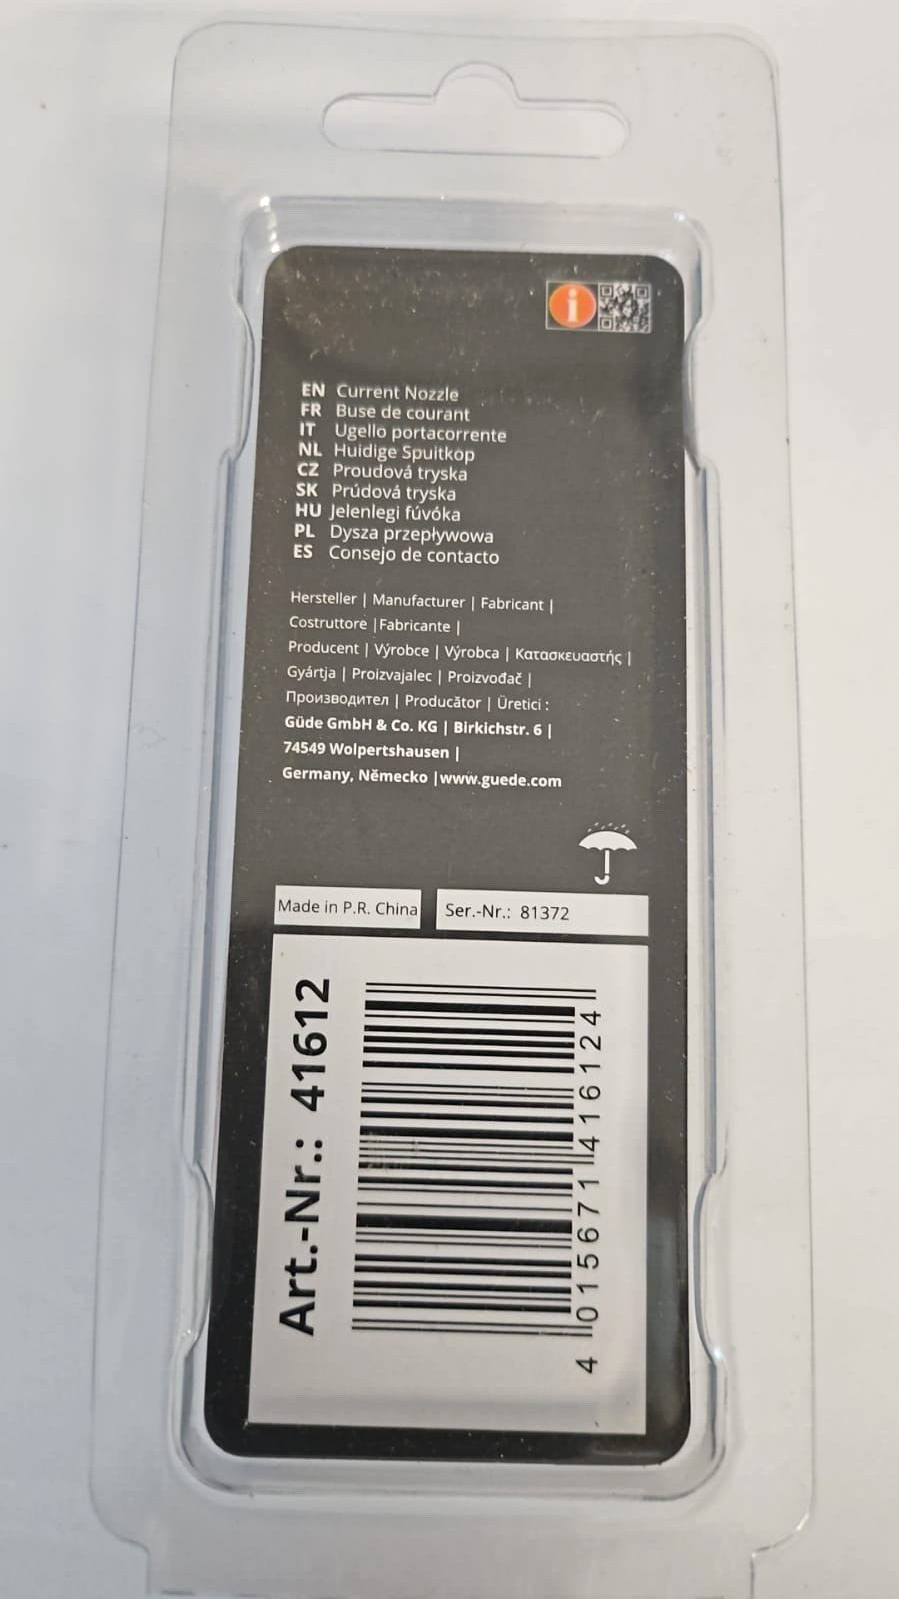 i
EN Current Nozzle
FR Buse de courant
IT Ugello portacorrente
NL Huidige Spuitkop
CZ Proudová tryska
SK Prúdová tryska
HU Jelenlegi fúvóka
PL Dysza przepływowa
ES Consejo de contacto
Hersteller | Manufacturer | Fabricant |
Costruttore |Fabricante |
Producent | Výrobce | Výrobca | Κατασκευαστής |
Gyártja | Proizvajalec | Proizvođač |
Производител | Producător | Üretici :
Güde GmbH & Co. KG | Birkichstr. 6 |
74549 Wolpertshausen |
Germany, Německo |www.guede.com
Made in P.R. China
Ser.-Nr.: 81372
Art.-Nr.: 41612
4 015671 416124